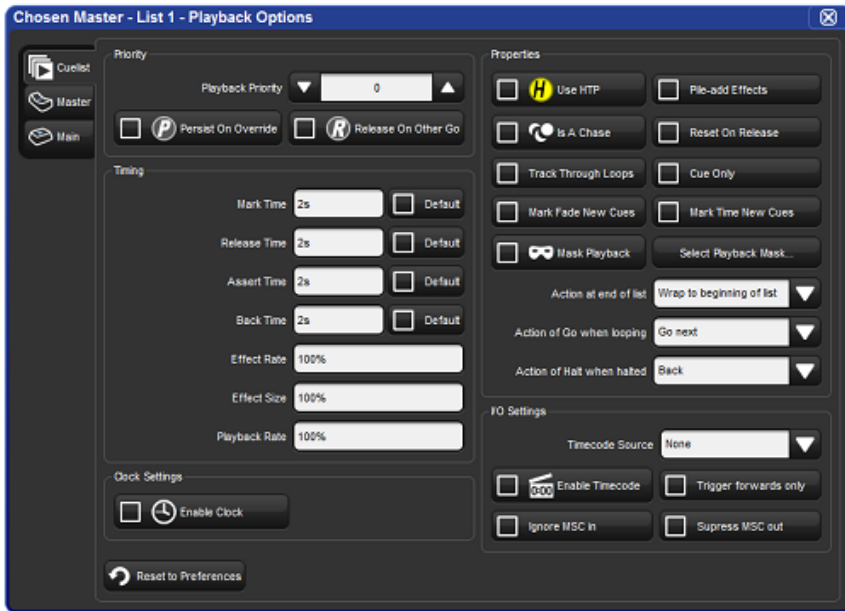 Chosen Master - List 1 - Playback Options
Cuelist
Master
Main
Priority
Playback Priority 0
P Persist On Override R Release On Other Go
Timing
Mark Time 2s Default
Release Time 2s Default
Assert Time 2s Default
Back Time 2s Default
Effect Rate 100%
Effect Size 100%
Playback Rate 100%
Clock Settings
Enable Clock
Reset to Preferences
Properties
H Use HTP Pile-add Effects
Is A Chase Reset On Release
Track Through Loops Cue Only
Mark Fade New Cues Mark Time New Cues
Mask Playback Select Playback Mask...
Action at end of list Wrap to beginning of list
Action of Go when looping Go next
Action of Halt when halted Back
I/O Settings
Timecode Source None
0:00 Enable Timecode Trigger forwards only
Ignore MSC in Supress MSC out